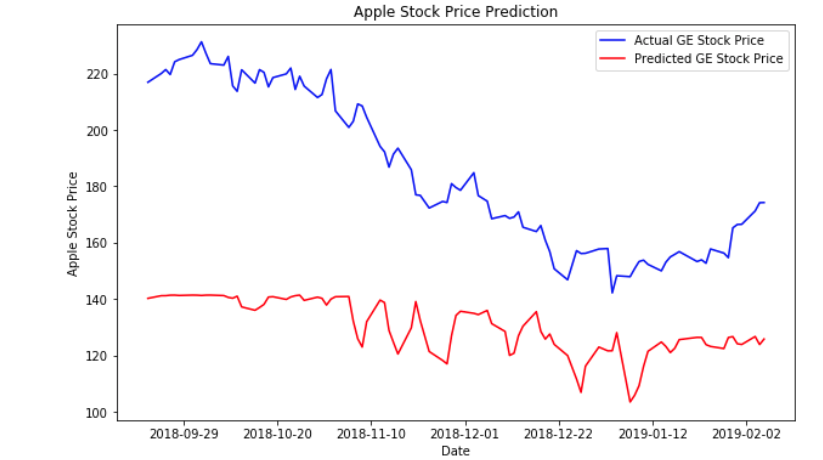 Apple Stock Price Prediction
Actual GE Stock Price
Predicted GE Stock Price
Apple Stock Price
220
200
180
160
140
120
100
2018-09-29 2018-10-20 2018-11-10 2018-12-01 2018-12-22 2019-01-12 2019-02-02
Date